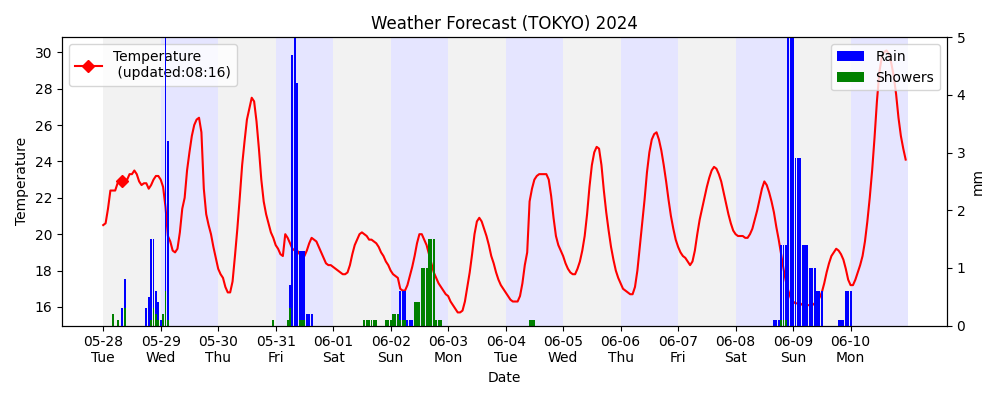 Weather Forecast (TOKYO) 2024
Temperature
(updated:08:16)
Rain
Showers
Temperature
30
28
26
24
22
20
18
16
5
4
3
2
1
0
mm
05-28 05-29 05-30 05-31 06-01 06-02 06-03 06-04 06-05 06-06 06-07 06-08 06-09 06-10
Tue Wed Thu Fri Sat Sun Mon Tue Wed Thu Fri Sat Sun Mon
Date